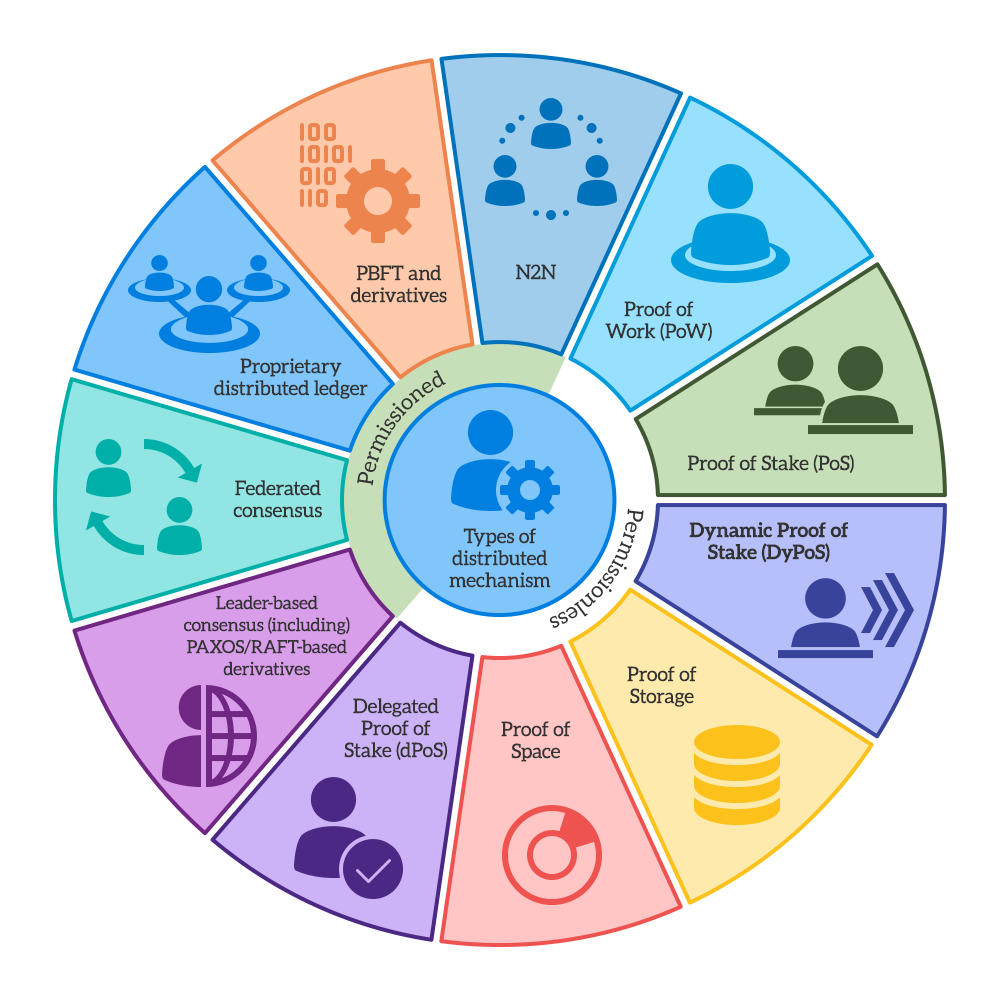 Types of
distributed
mechanism
Permissioned
Permissionless
N2N
Proof of
Work (PoW)
Proof of Stake (PoS)
Dynamic Proof of
Stake (DyPoS)
Proof of
Storage
Proof of
Space
Delegated
Proof of
Stake (dPoS)
Leader-based
consensus (including)
PAXOS/RAFT-based
derivatives
Federated
consensus
Proprietary
distributed ledger
100
10101
010
110
PBFT and
derivatives